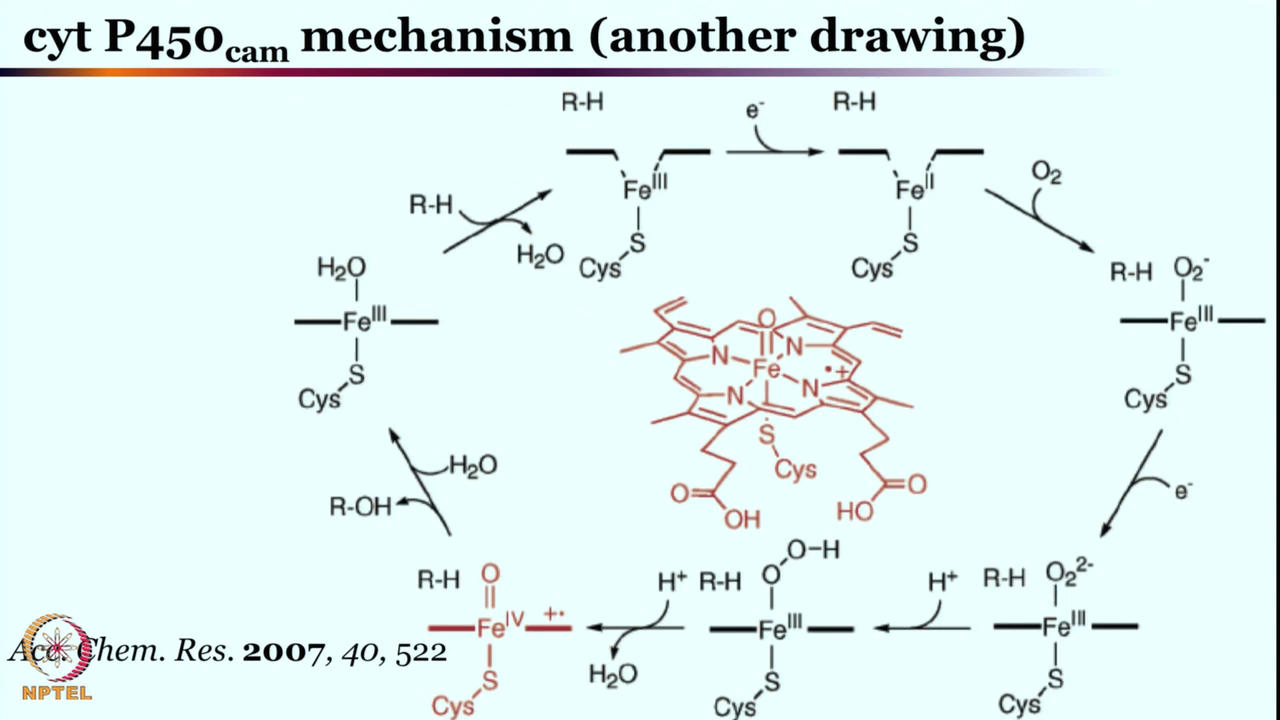 cyt P450cam mechanism (another drawing)
R-H
e-
R-H
FeIII
S
Cys
FeII
S
Cys
O2
R-H
H2O
H2O
FeIII
S
Cys
R-H O2-
FeIII
S
Cys
O
N
N
Fe
•+
N
N
S
Cys
O
OH
O
HO
H2O
R-OH
e-
R-H O
FeIV +•
S
Cys
H+
H2O
R-H O O-H
FeIII
S
Cys
H+
R-H O22-
FeIII
S
Cys
Acc. Chem. Res. 2007, 40, 522
NPTEL